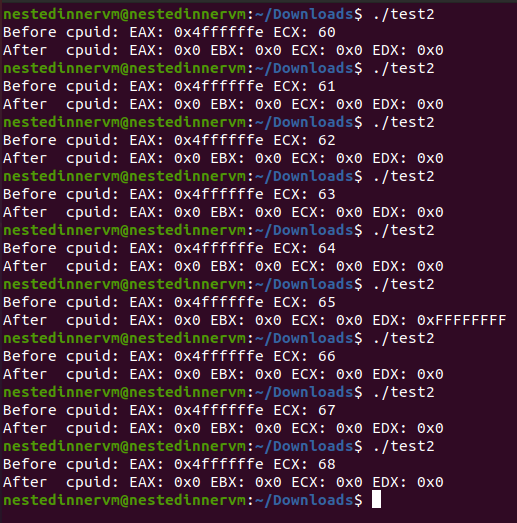 nestedinnervm@nestedinnervm:~/Downloads$ ./test2
Before cpuid: EAX: 0x4ffffffe ECX: 60
After  cpuid: EAX: 0x0 EBX: 0x0 ECX: 0x0 EDX: 0x0
nestedinnervm@nestedinnervm:~/Downloads$ ./test2
Before cpuid: EAX: 0x4ffffffe ECX: 61
After  cpuid: EAX: 0x0 EBX: 0x0 ECX: 0x0 EDX: 0x0
nestedinnervm@nestedinnervm:~/Downloads$ ./test2
Before cpuid: EAX: 0x4ffffffe ECX: 62
After  cpuid: EAX: 0x0 EBX: 0x0 ECX: 0x0 EDX: 0x0
nestedinnervm@nestedinnervm:~/Downloads$ ./test2
Before cpuid: EAX: 0x4ffffffe ECX: 63
After  cpuid: EAX: 0x0 EBX: 0x0 ECX: 0x0 EDX: 0x0
nestedinnervm@nestedinnervm:~/Downloads$ ./test2
Before cpuid: EAX: 0x4ffffffe ECX: 64
After  cpuid: EAX: 0x0 EBX: 0x0 ECX: 0x0 EDX: 0x0
nestedinnervm@nestedinnervm:~/Downloads$ ./test2
Before cpuid: EAX: 0x4ffffffe ECX: 65
After  cpuid: EAX: 0x0 EBX: 0x0 ECX: 0x0 EDX: 0xFFFFFFFF
nestedinnervm@nestedinnervm:~/Downloads$ ./test2
Before cpuid: EAX: 0x4ffffffe ECX: 66
After  cpuid: EAX: 0x0 EBX: 0x0 ECX: 0x0 EDX: 0x0
nestedinnervm@nestedinnervm:~/Downloads$ ./test2
Before cpuid: EAX: 0x4ffffffe ECX: 67
After  cpuid: EAX: 0x0 EBX: 0x0 ECX: 0x0 EDX: 0x0
nestedinnervm@nestedinnervm:~/Downloads$ ./test2
Before cpuid: EAX: 0x4ffffffe ECX: 68
After  cpuid: EAX: 0x0 EBX: 0x0 ECX: 0x0 EDX: 0x0
nestedinnervm@nestedinnervm:~/Downloads$